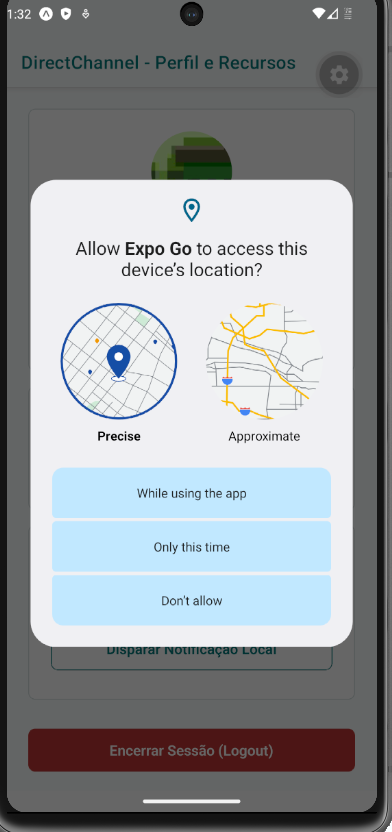 1:32
DirectChannel - Perfil e Recursos
Allow Expo Go to access this
device's location?
Precise
Approximate
While using the app
Only this time
Don't allow
Disparar Notificação Local
Encerrar Sessão (Logout)